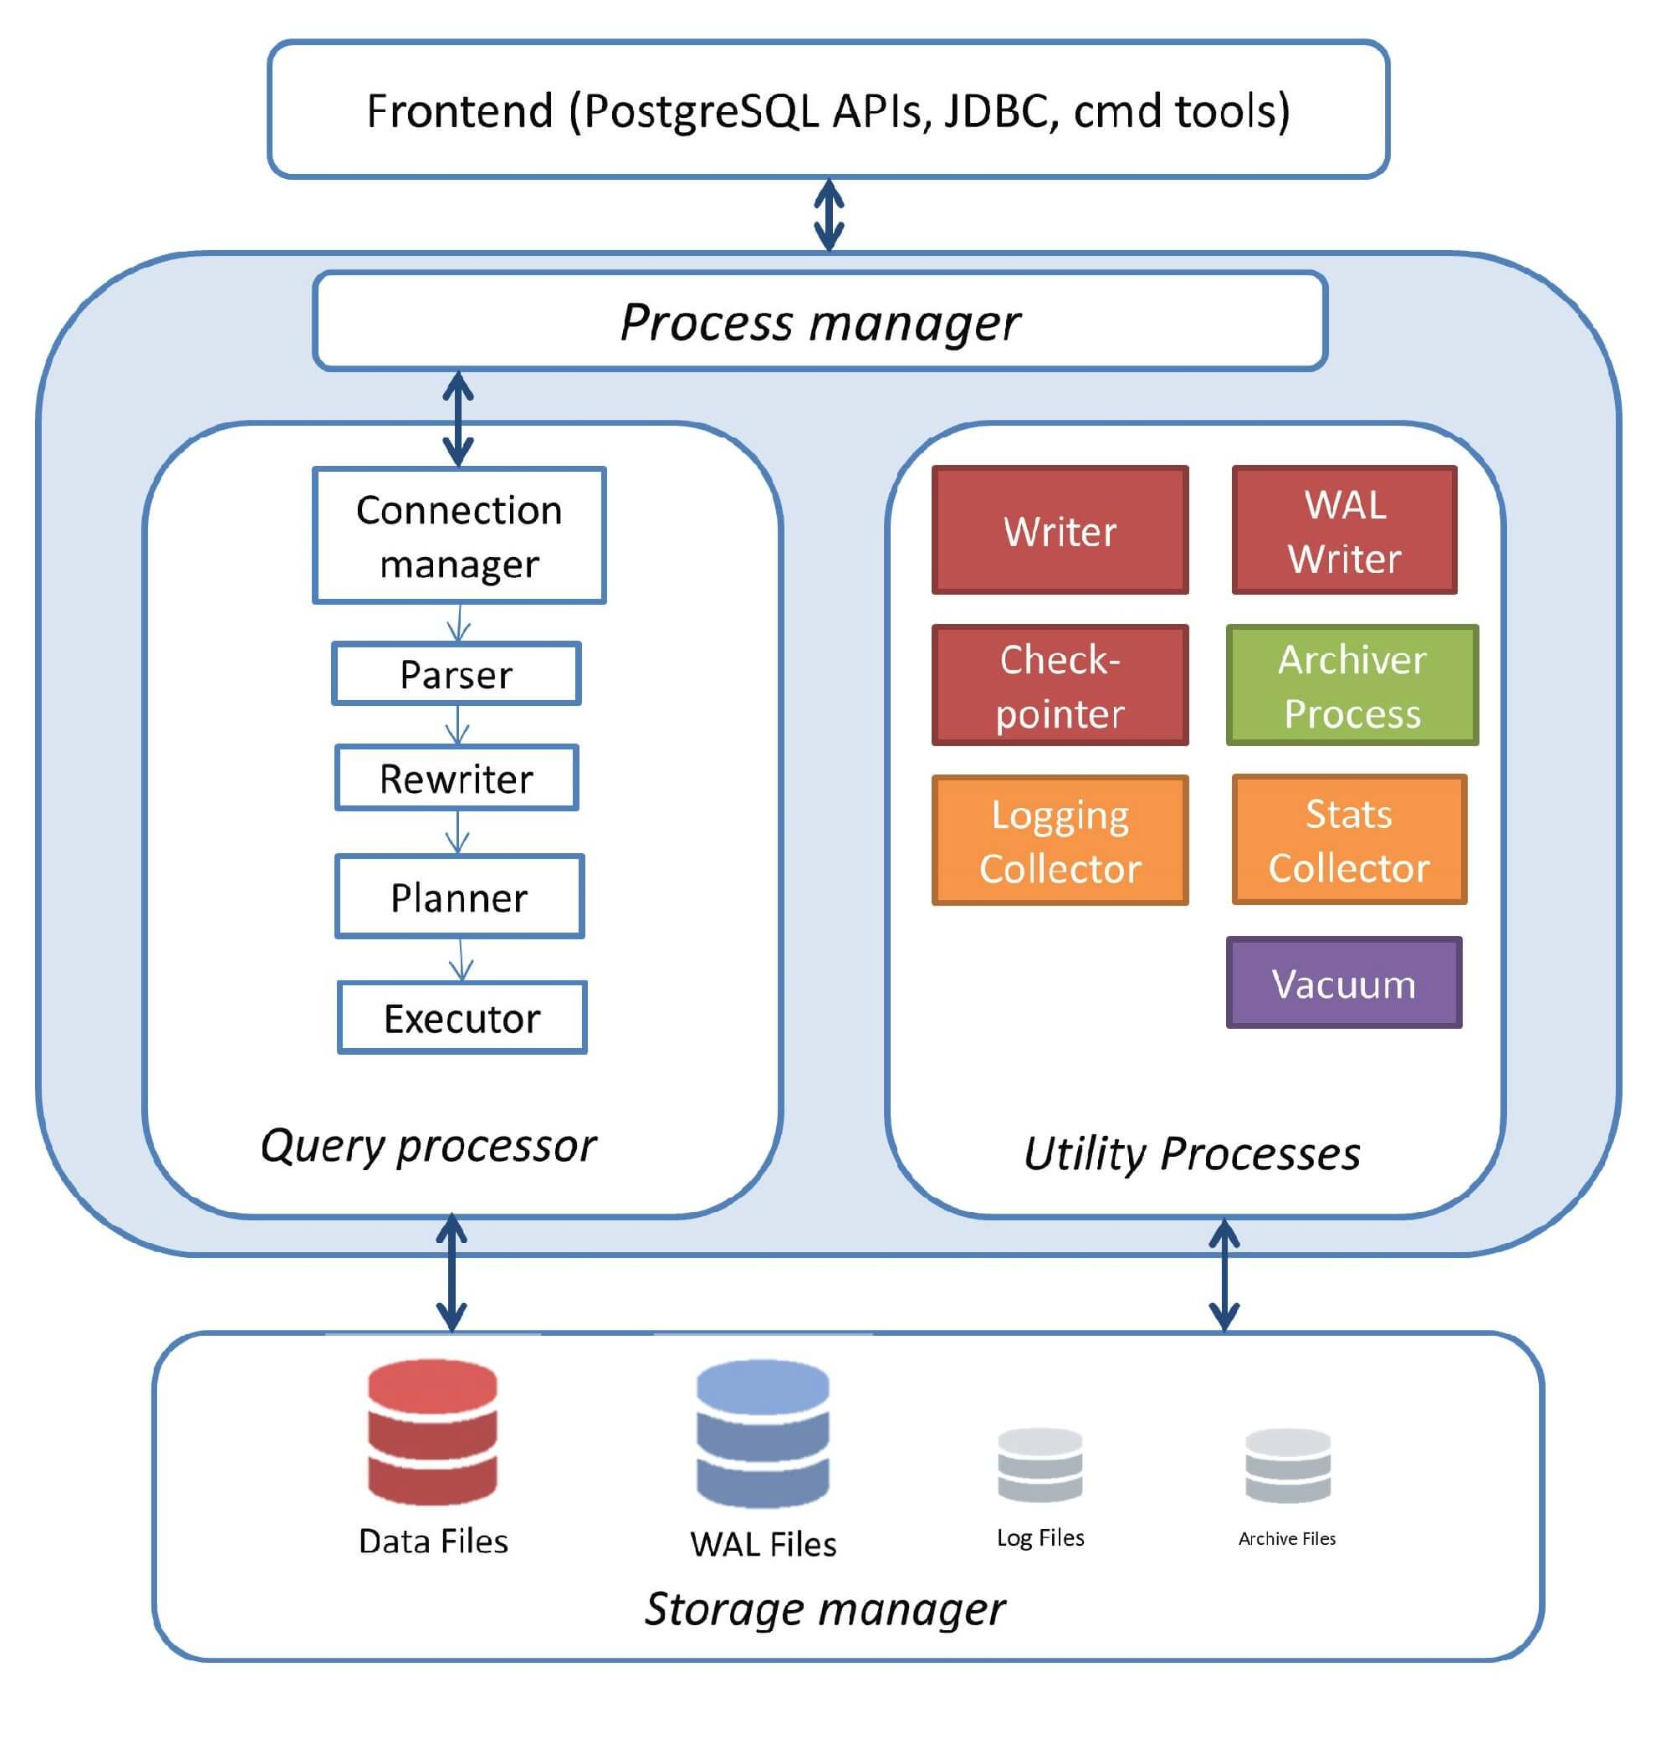 Frontend (PostgreSQL APIs, JDBC, cmd tools)
Process manager
Connection
manager
Parser
Rewriter
Planner
Executor
Query processor
Writer
WAL
Writer
Check-
pointer
Archiver
Process
Logging
Collector
Stats
Collector
Vacuum
Utility Processes
Data Files
WAL Files
Log Files
Archive Files
Storage manager